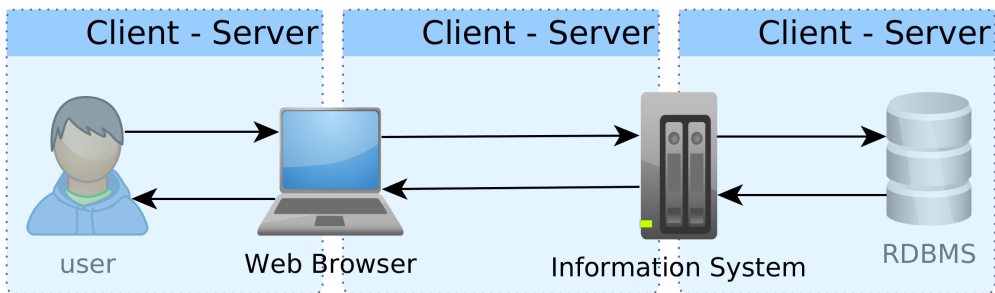 Client - Server
Client - Server
Client - Server
user
Web Browser
Information System
RDBMS